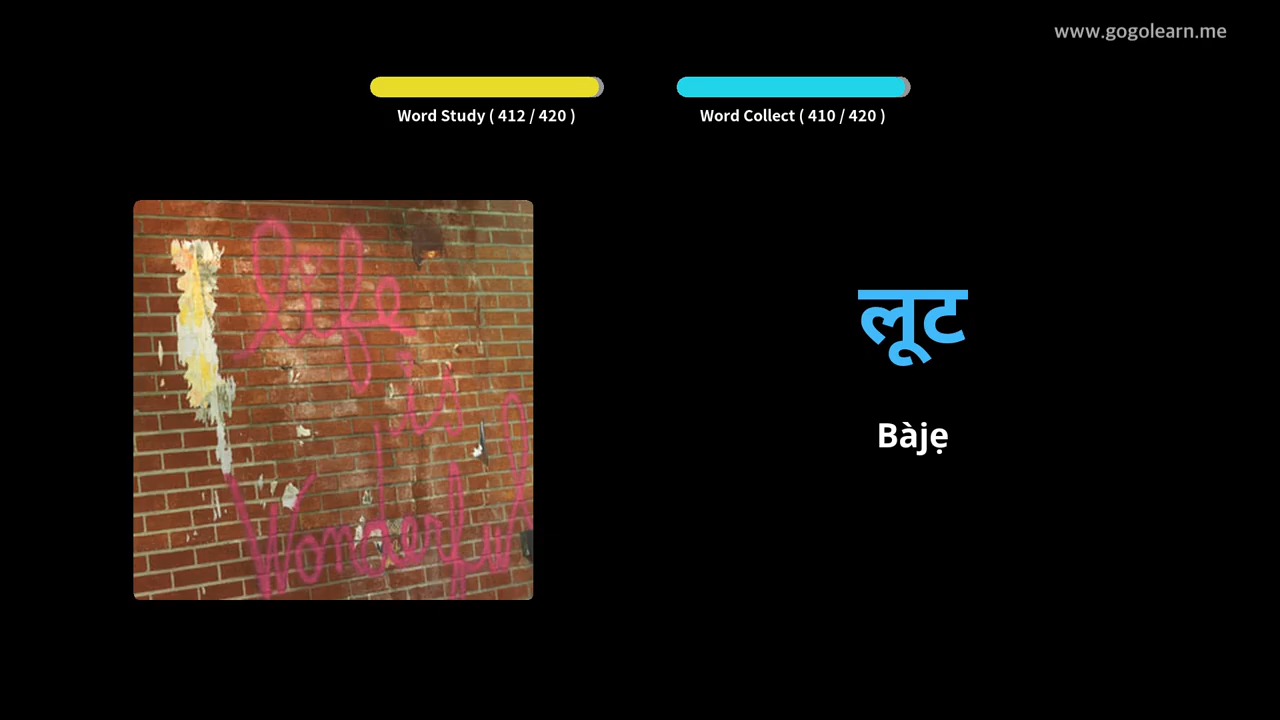 www.gogolearn.me
Word Study ( 412 / 420 )
Word Collect ( 410 / 420 )
life
is
Wonderful
लूट
Bàjẹ